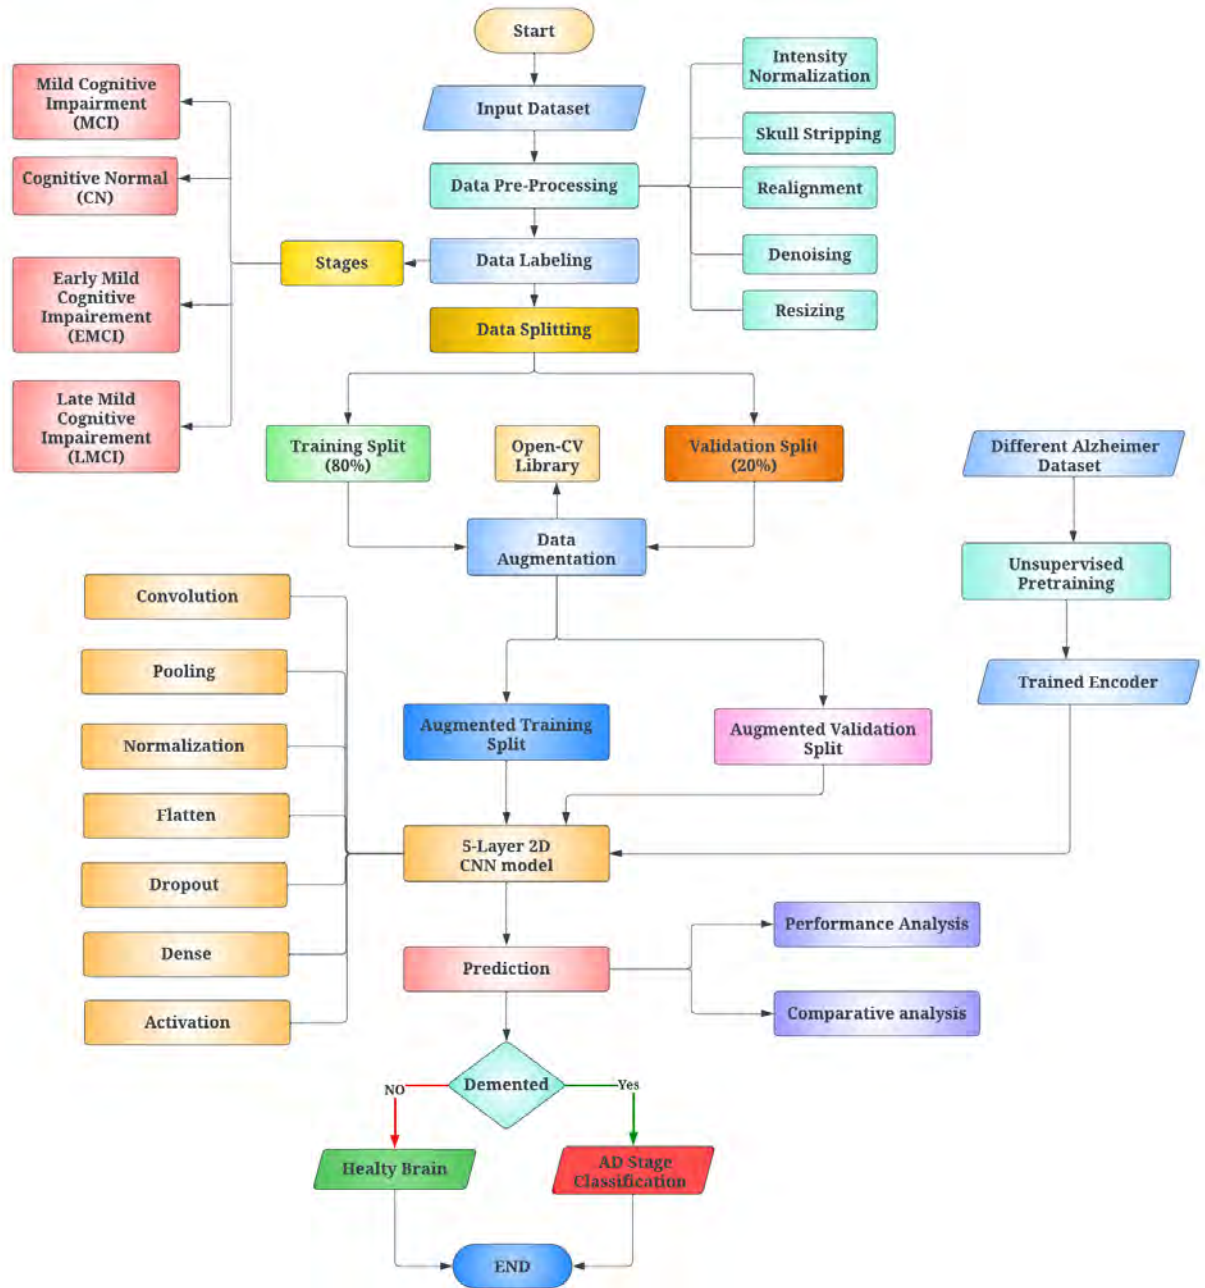 Start
Input Dataset
Intensity
Normalization
Skull Stripping
Data Pre-Processing
Realignment
Denoising
Resizing
Mild Cognitive
Impairment
(MCI)
Cognitive Normal
(CN)
Early Mild
Cognitive
Impairement
(EMCI)
Late Mild
Cognitive
Impairement
(LMCI)
Stages
Data Labeling
Data Splitting
Training Split
(80%)
Open-CV
Library
Validation Split
(20%)
Different Alzheimer
Dataset
Data
Augmentation
Unsupervised
Pretraining
Trained Encoder
Convolution
Pooling
Normalization
Flatten
Dropout
Dense
Activation
Augmented Training
Split
Augmented Validation
Split
5-Layer 2D
CNN model
Prediction
Performance Analysis
Comparative analysis
Demented
NO
Yes
Healty Brain
AD Stage
Classification
END